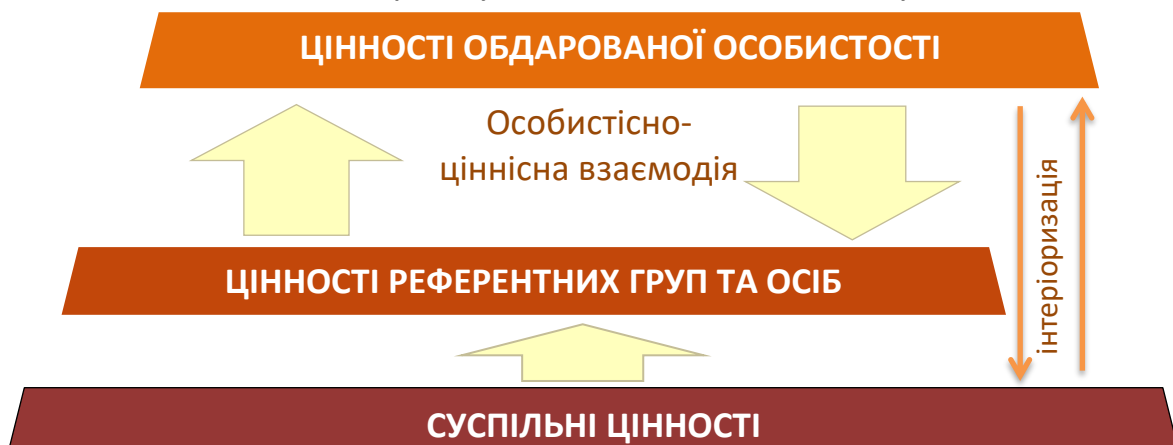 ЦІННОСТІ ОБДАРОВАНОЇ ОСОБИСТОСТІ
Особистісно-
ціннісна взаємодія
інтеріоризація
ЦІННОСТІ РЕФЕРЕНТНИХ ГРУП ТА ОСІБ
СУСПІЛЬНІ ЦІННОСТІ